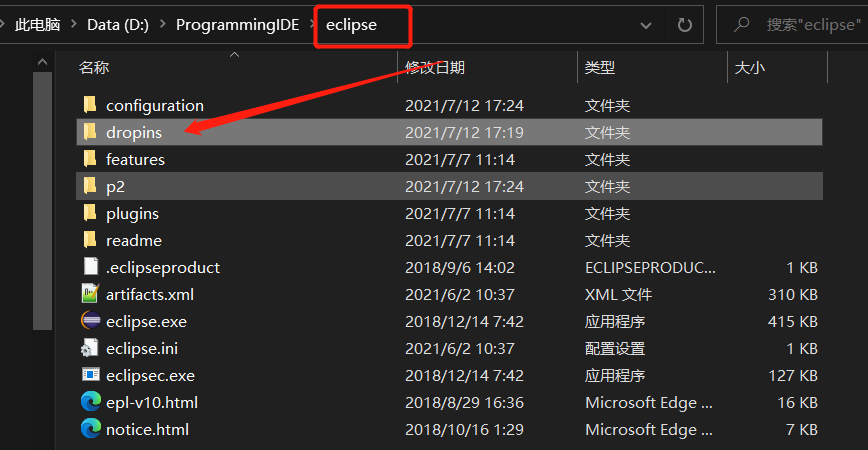 此电脑 > Data (D:) > ProgrammingIDE > eclipse 搜索"eclipse"
名称 修改日期 类型 大小
configuration 2021/7/12 17:24 文件夹
dropins 2021/7/12 17:19 文件夹
features 2021/7/7 11:14 文件夹
p2 2021/7/12 17:24 文件夹
plugins 2021/7/7 11:14 文件夹
readme 2021/7/7 11:14 文件夹
.eclipseproduct 2018/9/6 14:02 ECLIPSEPRODUC... 1 KB
artifacts.xml 2021/6/2 10:37 XML 文件 310 KB
eclipse.exe 2018/12/14 7:42 应用程序 415 KB
eclipse.ini 2021/6/2 10:37 配置设置 1 KB
eclipsec.exe 2018/12/14 7:42 应用程序 127 KB
epl-v10.html 2018/8/29 16:36 Microsoft Edge ... 16 KB
notice.html 2018/10/16 1:29 Microsoft Edge ... 7 KB